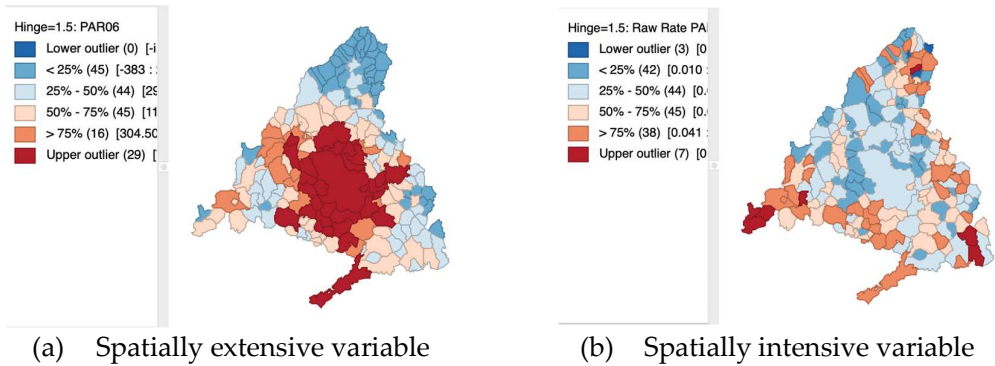 Hinge=1.5: PAR06
Lower outlier (0) [-i
< 25% (45) [-383 :
25% - 50% (44) [29
50% - 75% (45) [11
> 75% (16) [304.50
Upper outlier (29) [
Hinge=1.5: Raw Rate PAI
Lower outlier (3) [0
< 25% (42) [0.010 :
25% - 50% (44) [0.0
50% - 75% (45) [0.0
> 75% (38) [0.041 :
Upper outlier (7) [0
(a) Spatially extensive variable
(b) Spatially intensive variable